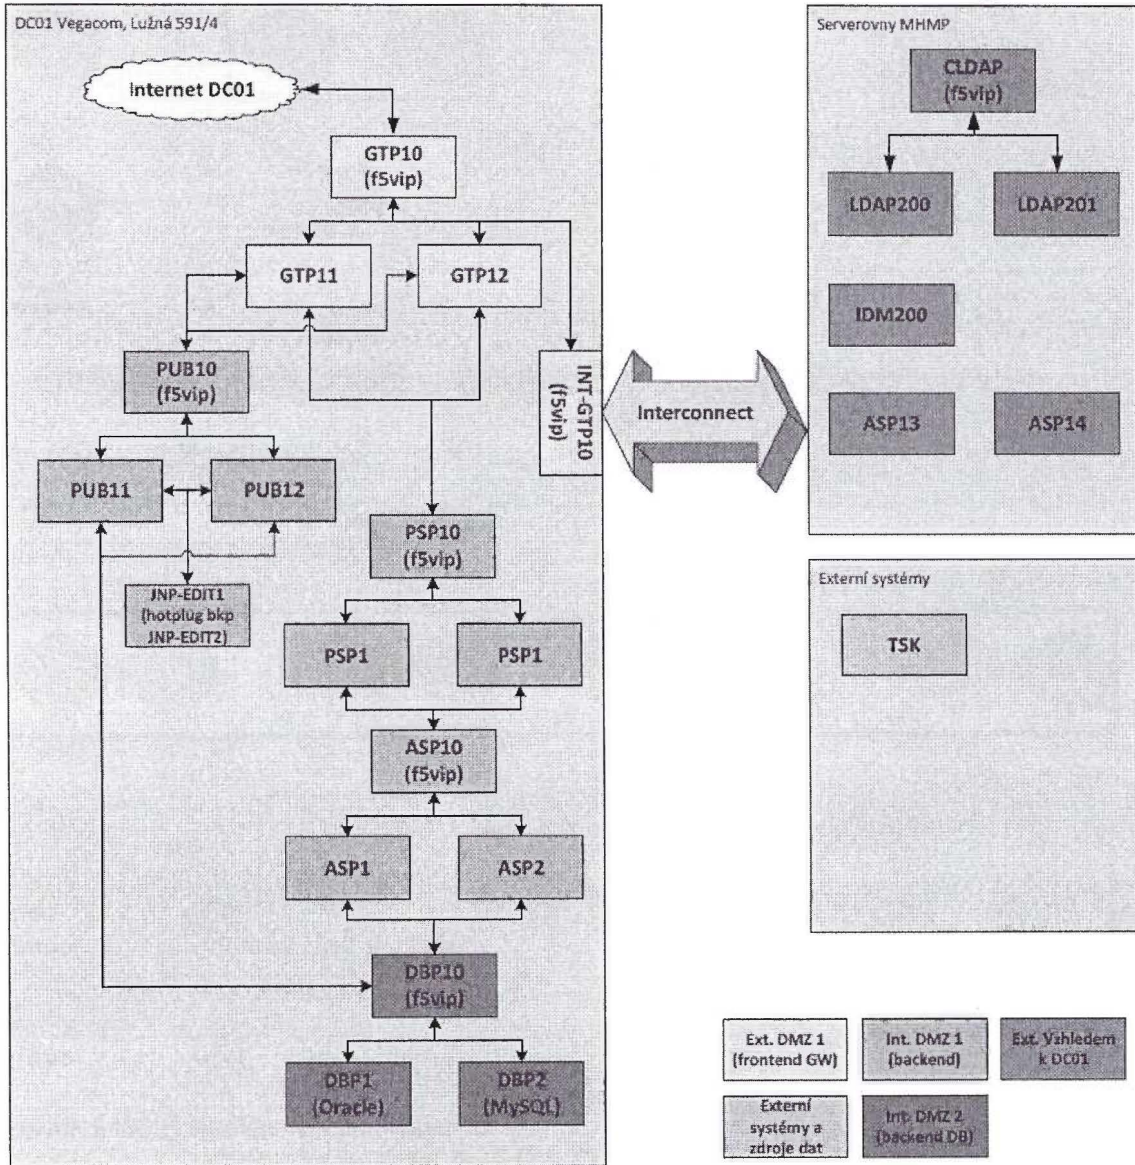 DC01 Vegacom, Lužná 591/4
Internet DC01
GTP10
(f5vip)
GTP11
GTP12
PUB10
(f5vip)
INT-GTP10
(f5vip)
PUB11
PUB12
PSP10
(f5vip)
JNP-EDIT1
(hotplug bkp
JNP-EDIT2)
PSP1
PSP1
ASP10
(f5vip)
ASP1
ASP2
DBP10
(f5vip)
DBP1
(Oracle)
DBP2
(MySQL)
Interconnect
Serverovny MHMP
CLDAP
(f5vip)
LDAP200
LDAP201
IDM200
ASP13
ASP14
Externí systémy
TSK
Ext. DMZ 1
(frontend GW)
Int. DMZ 1
(backend)
Ext. Vzhledem
k DC01
Externí
systémy a
zdroje dat
Int. DMZ 2
(backend DB)